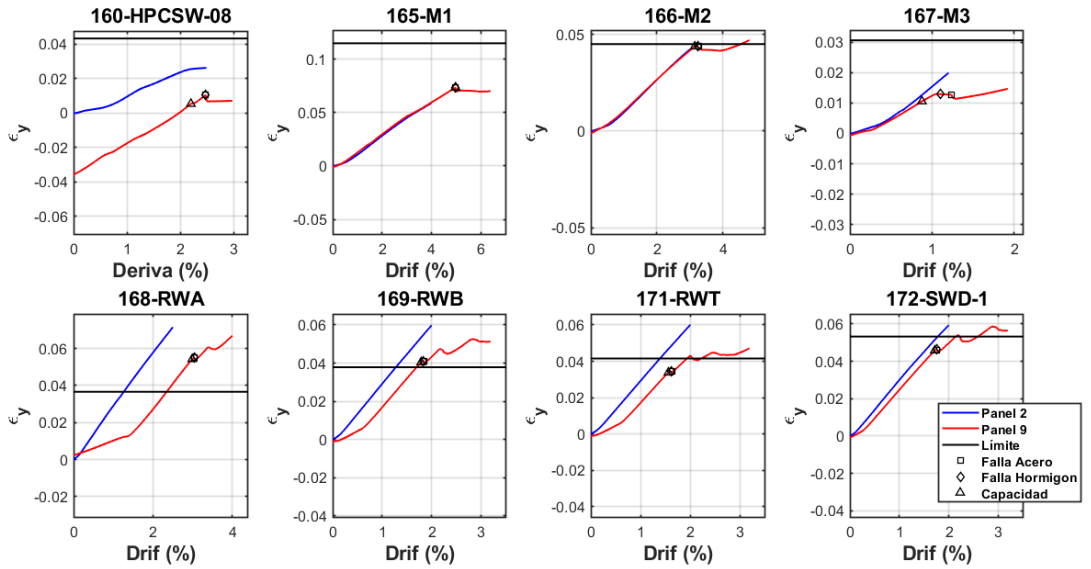 160-HPCSW-08
165-M1
166-M2
167-M3
0.04
0.02
0
-0.02
-0.04
-0.06
ϵy
0 1 2 3
Deriva (%)
0.1
0.05
0
-0.05
ϵy
0 2 4 6
Drif (%)
0.05
0
-0.05
ϵy
0 2 4
Drif (%)
0.03
0.02
0.01
0
-0.01
-0.02
-0.03
ϵy
0 1 2
Drif (%)
168-RWA
169-RWB
171-RWT
172-SWD-1
0.06
0.04
0.02
0
-0.02
ϵy
0 2 4
Drif (%)
0.06
0.04
0.02
0
-0.02
-0.04
ϵy
0 1 2 3
Drif (%)
0.06
0.04
0.02
0
-0.02
-0.04
ϵy
0 1 2 3
Drif (%)
0.06
0.04
0.02
0
-0.02
-0.04
ϵy
0 1 2 3
Drif (%)
Panel 2
Panel 9
Límite
Falla Acero
Falla Hormigon
Capacidad